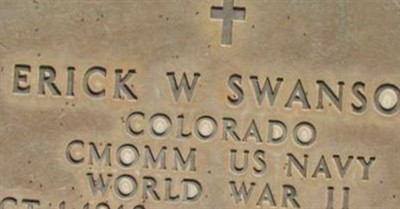 ERICK W SWANSO
COLORADO
CMOMM US NAVY
WORLD WAR II